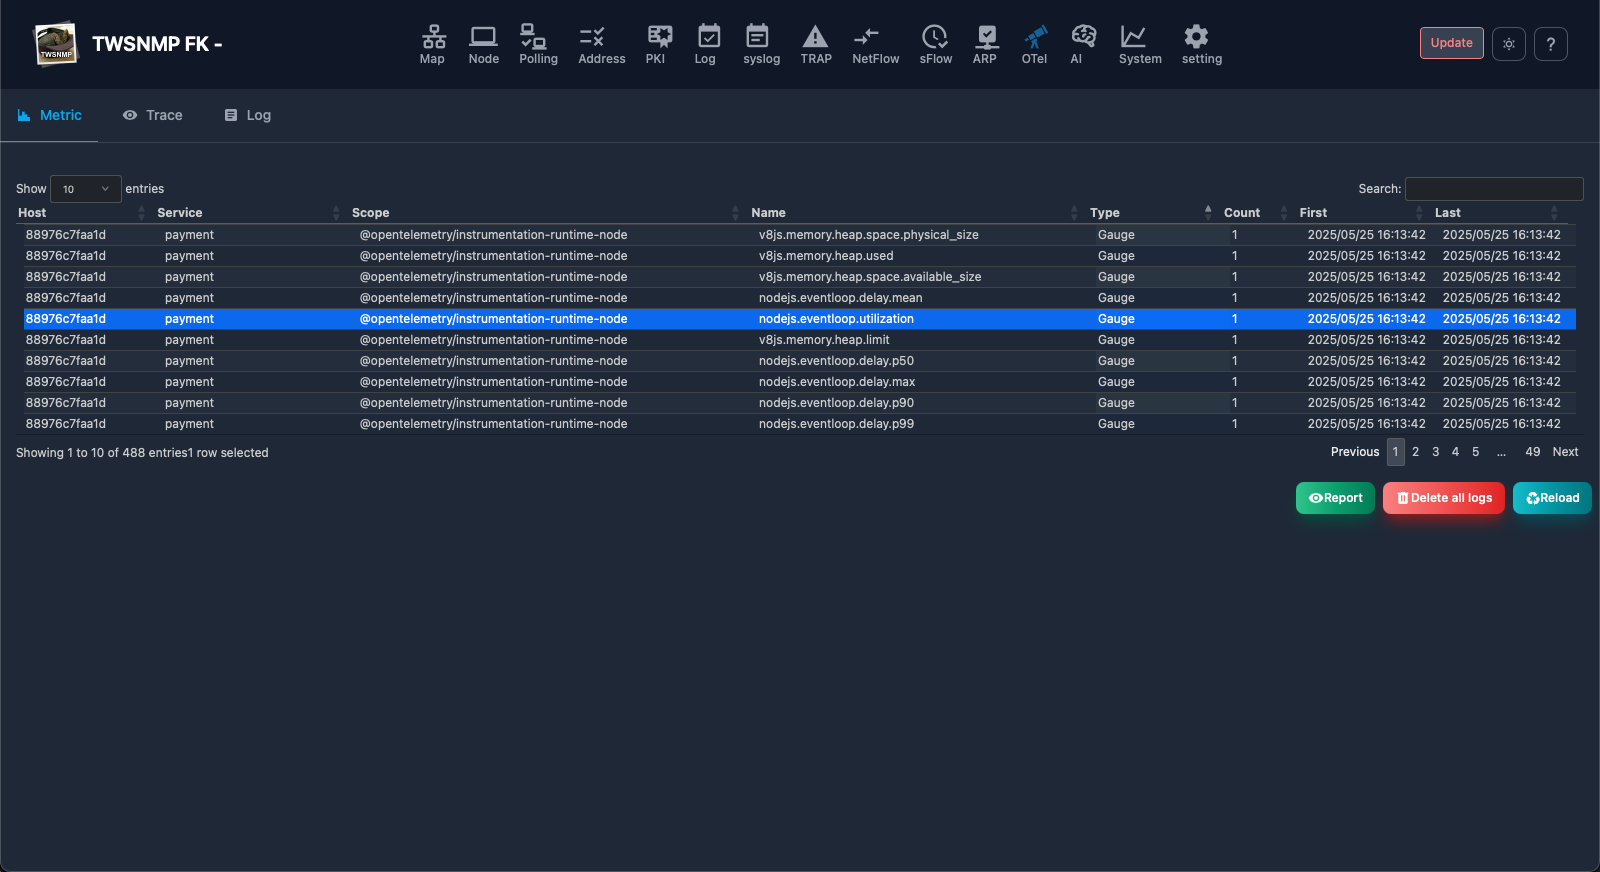 TWSNMP
TWSNMP FK -
Map Node Polling Address PKI Log syslog TRAP NetFlow sFlow ARP OTel AI System setting
Update ?
Metric Trace Log
Show 10 entries Search:
Host Service Scope Name Type Count First Last
88976c7faa1d payment @opentelemetry/instrumentation-runtime-node v8js.memory.heap.space.physical_size Gauge 1 2025/05/25 16:13:42 2025/05/25 16:13:42
88976c7faa1d payment @opentelemetry/instrumentation-runtime-node v8js.memory.heap.used Gauge 1 2025/05/25 16:13:42 2025/05/25 16:13:42
88976c7faa1d payment @opentelemetry/instrumentation-runtime-node v8js.memory.heap.space.available_size Gauge 1 2025/05/25 16:13:42 2025/05/25 16:13:42
88976c7faa1d payment @opentelemetry/instrumentation-runtime-node nodejs.eventloop.delay.mean Gauge 1 2025/05/25 16:13:42 2025/05/25 16:13:42
88976c7faa1d payment @opentelemetry/instrumentation-runtime-node nodejs.eventloop.utilization Gauge 1 2025/05/25 16:13:42 2025/05/25 16:13:42
88976c7faa1d payment @opentelemetry/instrumentation-runtime-node v8js.memory.heap.limit Gauge 1 2025/05/25 16:13:42 2025/05/25 16:13:42
88976c7faa1d payment @opentelemetry/instrumentation-runtime-node nodejs.eventloop.delay.p50 Gauge 1 2025/05/25 16:13:42 2025/05/25 16:13:42
88976c7faa1d payment @opentelemetry/instrumentation-runtime-node nodejs.eventloop.delay.max Gauge 1 2025/05/25 16:13:42 2025/05/25 16:13:42
88976c7faa1d payment @opentelemetry/instrumentation-runtime-node nodejs.eventloop.delay.p90 Gauge 1 2025/05/25 16:13:42 2025/05/25 16:13:42
88976c7faa1d payment @opentelemetry/instrumentation-runtime-node nodejs.eventloop.delay.p99 Gauge 1 2025/05/25 16:13:42 2025/05/25 16:13:42
Showing 1 to 10 of 488 entries1 row selected Previous 1 2 3 4 5 ... 49 Next
Report Delete all logs Reload